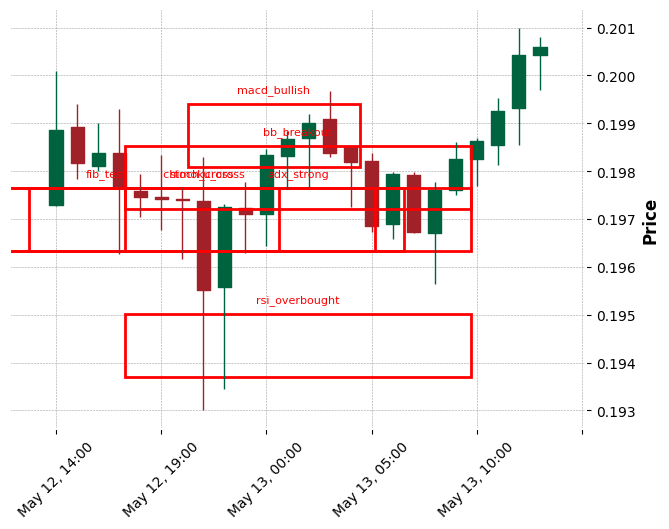 0.201
0.200
macd_bullish
0.199
bb_breakout
0.198
adx_strong
0.197
Price
0.196
rsi_overbought
0.195
0.194
0.193
May 12, 14:00
May 12, 19:00
May 13, 00:00
May 13, 05:00
May 13, 10:00